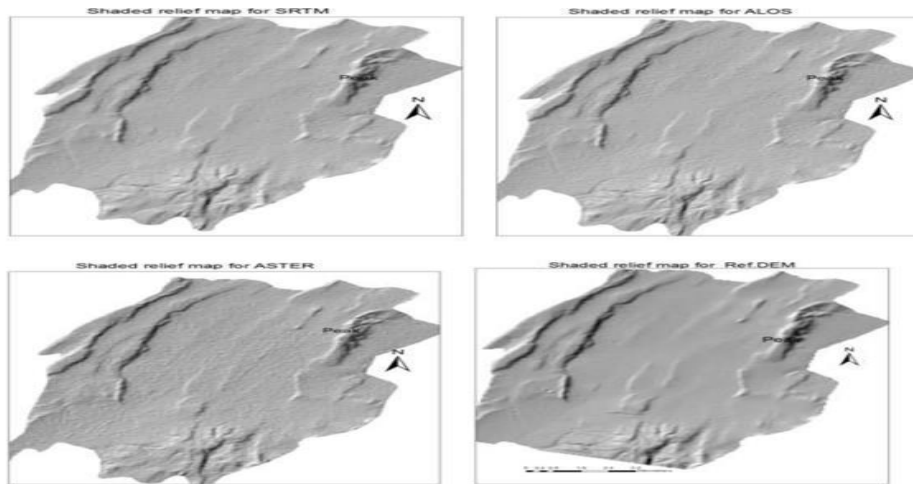 Shaded relief map for SRTM
Peak
N
Shaded relief map for ALOS
Peak
N
Shaded relief map for ASTER
Peak
N
Shaded relief map for Ref.DEM
Peak
N